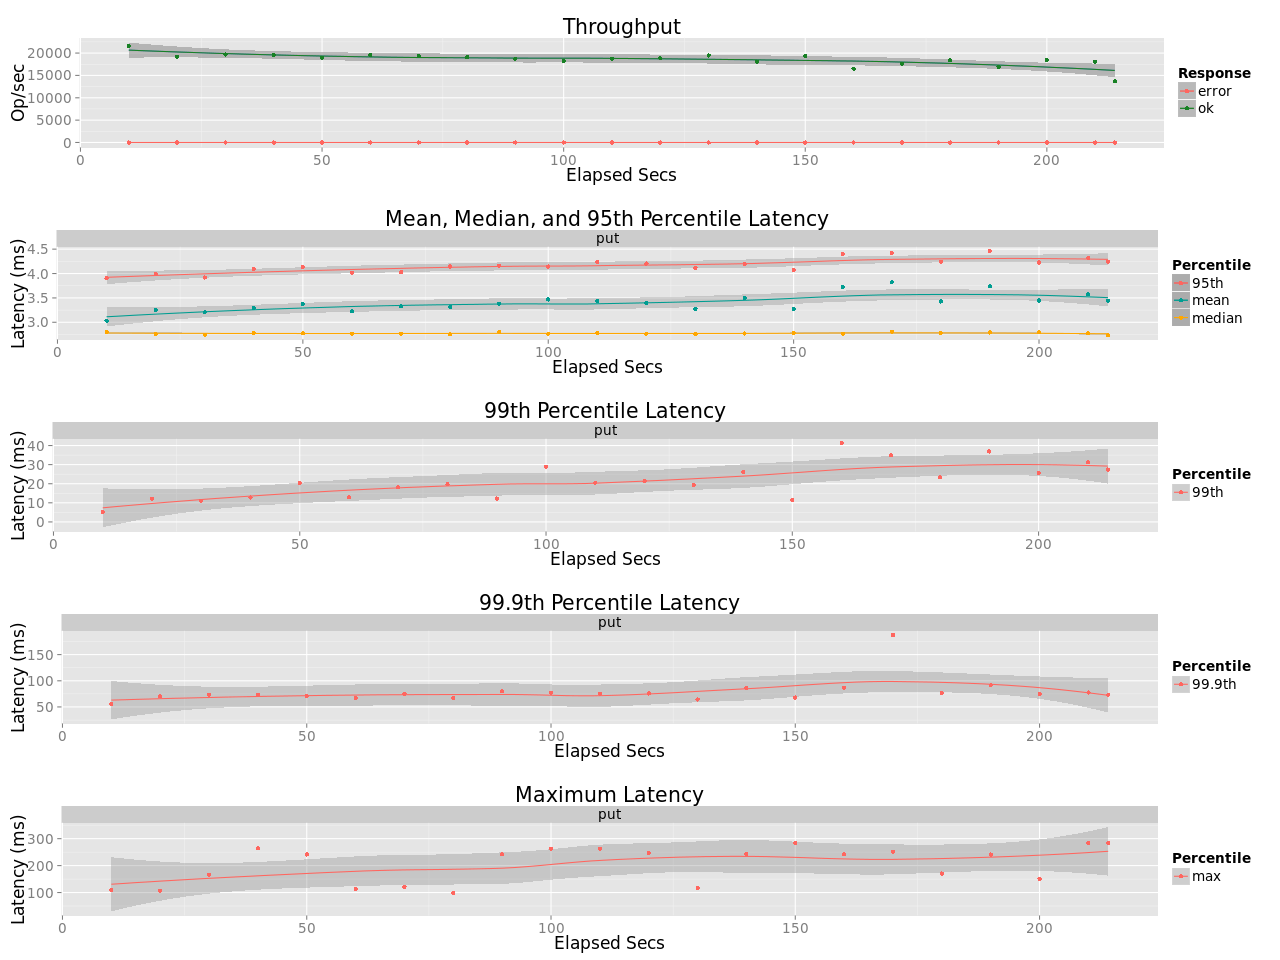 Throughput
Op/sec
20000
15000
10000
5000
0
0 50 100 150 200
Elapsed Secs
Response
error
ok
Mean, Median, and 95th Percentile Latency
put
Latency (ms)
4.5
4.0
3.5
3.0
0 50 100 150 200
Elapsed Secs
Percentile
95th
mean
median
99th Percentile Latency
put
Latency (ms)
40
30
20
10
0
0 50 100 150 200
Elapsed Secs
Percentile
99th
99.9th Percentile Latency
put
Latency (ms)
150
100
50
0 50 100 150 200
Elapsed Secs
Percentile
99.9th
Maximum Latency
put
Latency (ms)
300
200
100
0 50 100 150 200
Elapsed Secs
Percentile
max